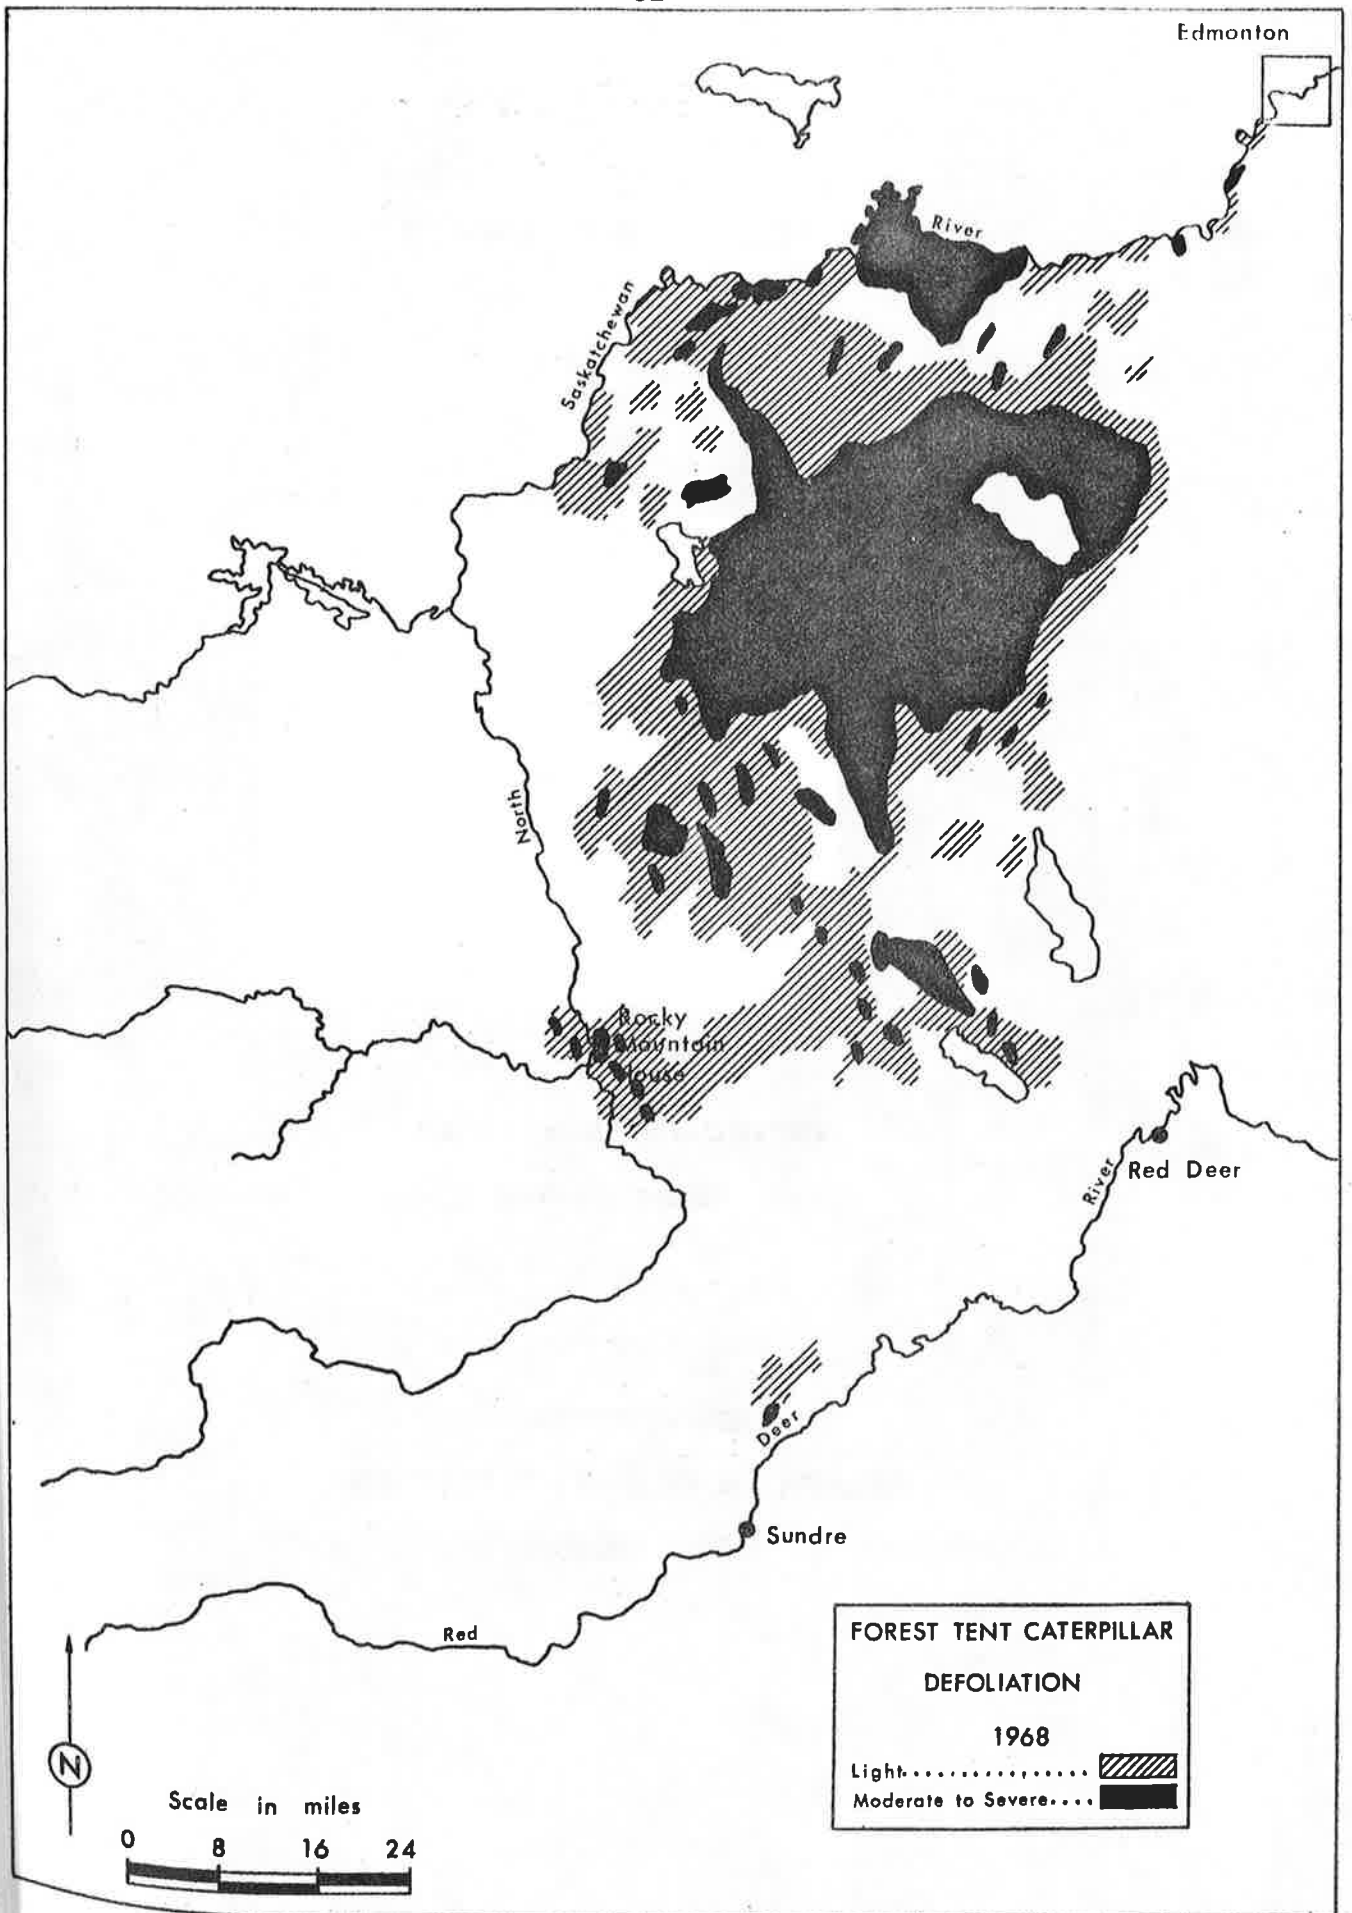 Edmonton
River
Saskatchewan
North
Rocky
Mountain
House
River
Red Deer
Deer
Sundre
Red
FOREST TENT CATERPILLAR
DEFOLIATION
1968
Light................
Moderate to Severe....
N
Scale in miles
0 8 16 24